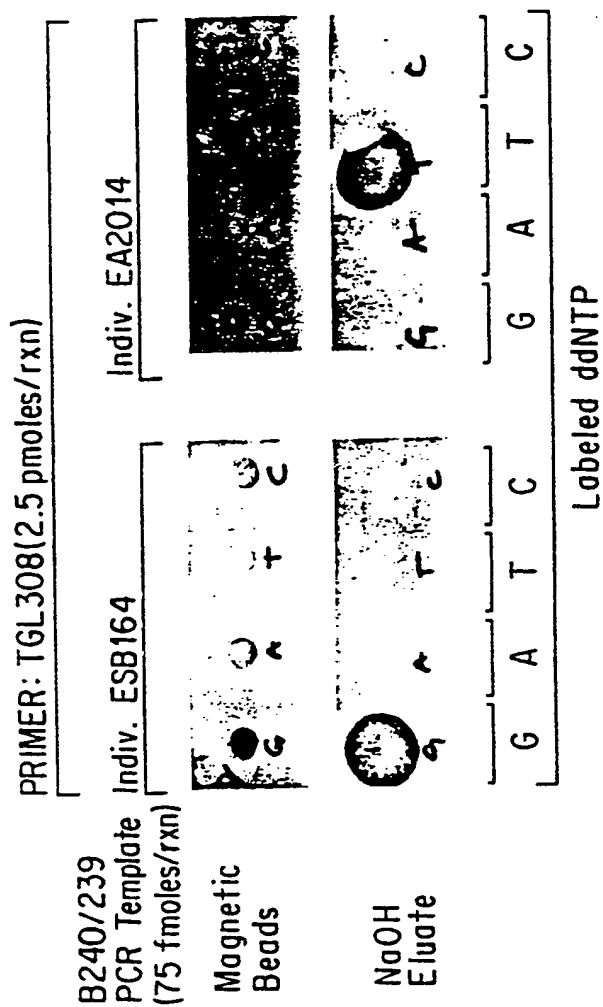 PRIMER: TGL308(2.5 pmoles/rxn)
B240/239
PCR Template
(75 fmoles/rxn)
Indiv. ESB164
Indiv. EA2014
Magnetic
Beads
G A T C
NaOH
Eluate
G A T C
G A T C
G A T C G A T C
Labeled ddNTP